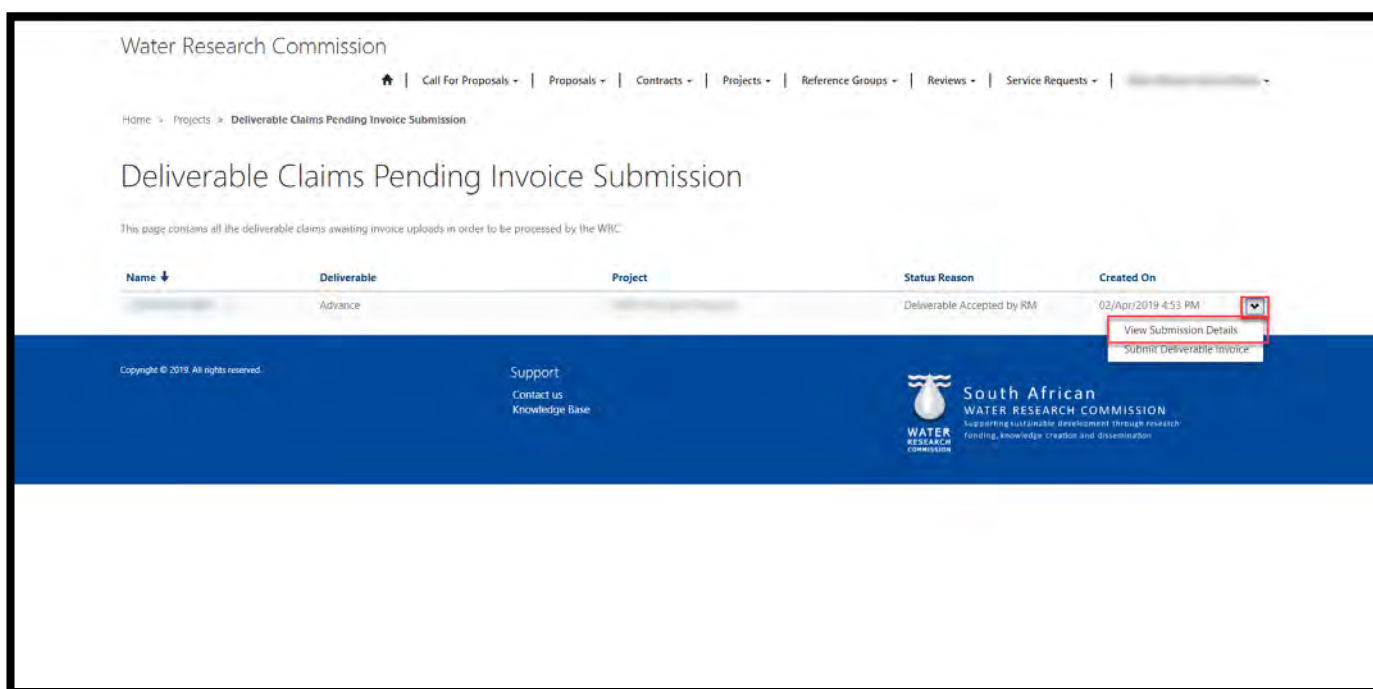 Water Research Commission
Call For Proposals | Proposals | Contracts | Projects | Reference Groups | Reviews | Service Requests |
Home > Projects > Deliverable Claims Pending Invoice Submission
Deliverable Claims Pending Invoice Submission
This page contains all the deliverable claims awaiting invoice uploads in order to be processed by the WRC
Name Deliverable Project Status Reason Created On
Advance Deliverable Accepted by RM 02/Apr/2019 4:53 PM
View Submission Details
Submit Deliverable Invoice
Copyright © 2019. All rights reserved.
Support
Contact us
Knowledge Base
WATER
RESEARCH
COMMISSION
South African
WATER RESEARCH COMMISSION
Supporting sustainable development through research
funding, knowledge creation and dissemination